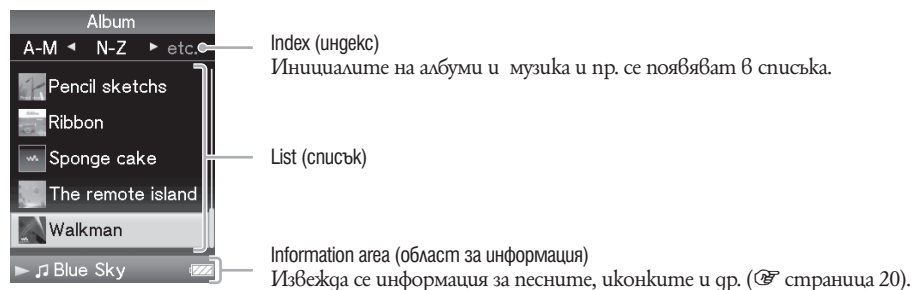 Album
A-M ◄ N-Z ► etc.
Pencil sketchs
Ribbon
Sponge cake
The remote island
Walkman
► ♫ Blue Sky
Index (индекс)
Инициалите на албуми и музика и пр. се появяват в списъка.
List (списък)
Information area (област за информация)
Извежда се информация за песните, иконките и др. (☞ страница 20).